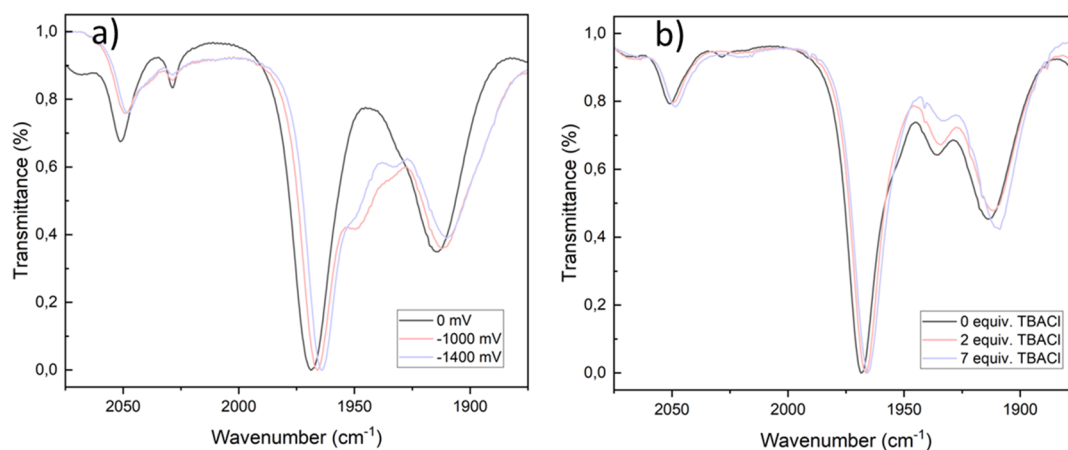 a)
Transmittance (%)
1,0
0,8
0,6
0,4
0,2
0,0
2050
2000
1950
1900
Wavenumber (cm⁻¹)
0 mV
-1000 mV
-1400 mV
b)
Transmittance (%)
1,0
0,8
0,6
0,4
0,2
0,0
2050
2000
1950
1900
Wavenumber (cm⁻¹)
0 equiv. TBACl
2 equiv. TBACl
7 equiv. TBACl